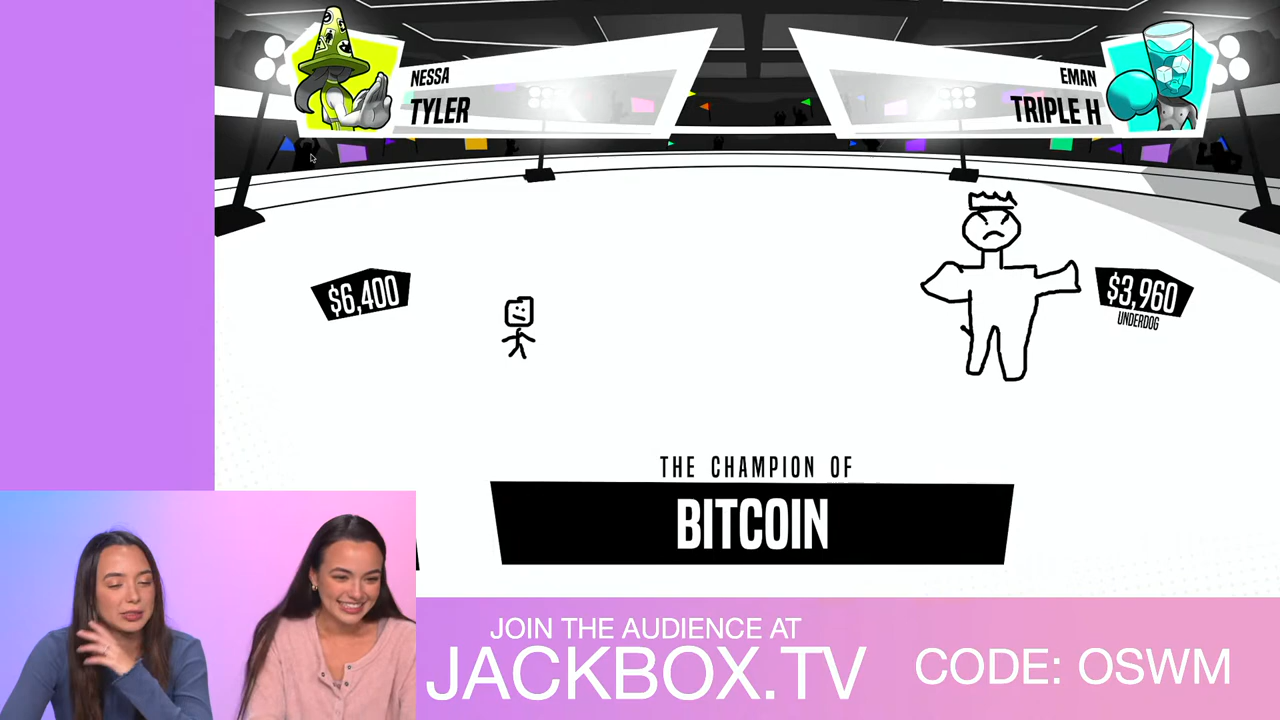 NESSA
TYLER
EMAN
TRIPLE H
$6,400
$3,960
UNDERDOG
THE CHAMPION OF
BITCOIN
JOIN THE AUDIENCE AT
JACKBOX.TV
CODE: OSWM